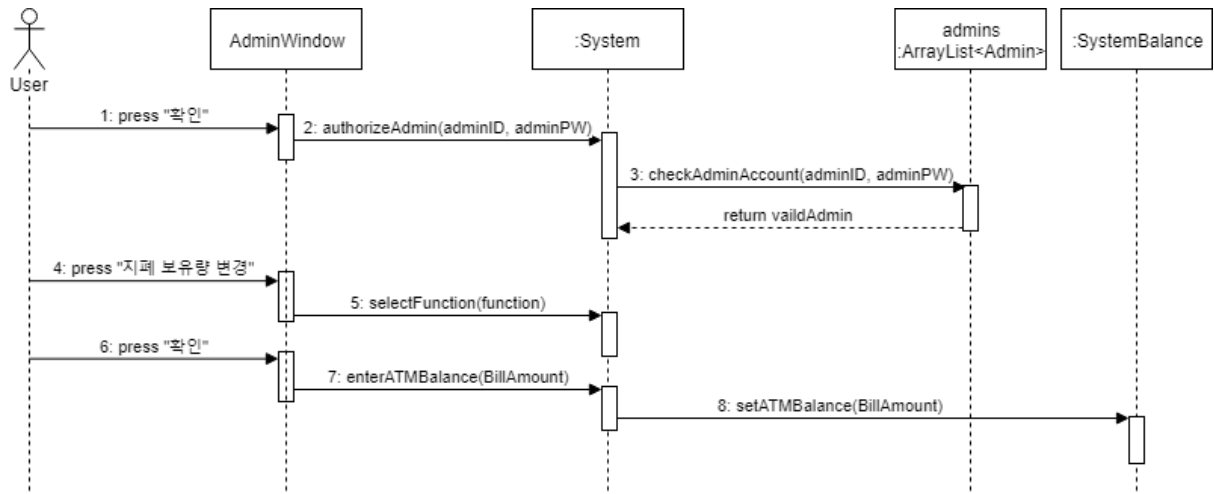 User
AdminWindow
:System
admins
:ArrayList<Admin>
:SystemBalance
1: press "확인"
2: authorizeAdmin(adminID, adminPW)
3: checkAdminAccount(adminID, adminPW)
return vaildAdmin
4: press "지폐 보유량 변경"
5: selectFunction(function)
6: press "확인"
7: enterATMBalance(BillAmount)
8: setATMBalance(BillAmount)